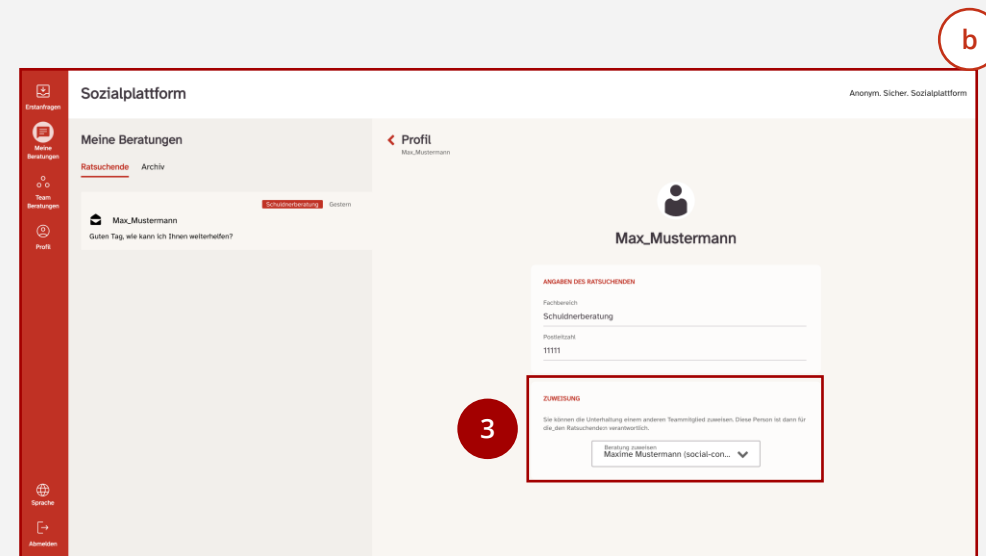 b
Sozialplattform
Anonym. Sicher. Sozialplattform
Erstanfragen
Meine
Beratungen
Team
Beratungen
Profil
Sprache
Abmelden
Meine Beratungen
Ratsuchende Archiv
Schuldnerberatung Gestern
Max_Mustermann
Guten Tag, wie kann ich Ihnen weiterhelfen?
Profil
Max_Mustermann
Max_Mustermann
ANGABEN DES RATSUCHENDEN
Fachbereich
Schuldnerberatung
Postleitzahl
11111
3
ZUWEISUNG
Sie können die Unterhaltung einem anderen Teammitglied zuweisen. Diese Person ist dann für
die_den Ratsuchende:n verantwortlich.
Beratung zuweisen
Maxime Mustermann (social-con...